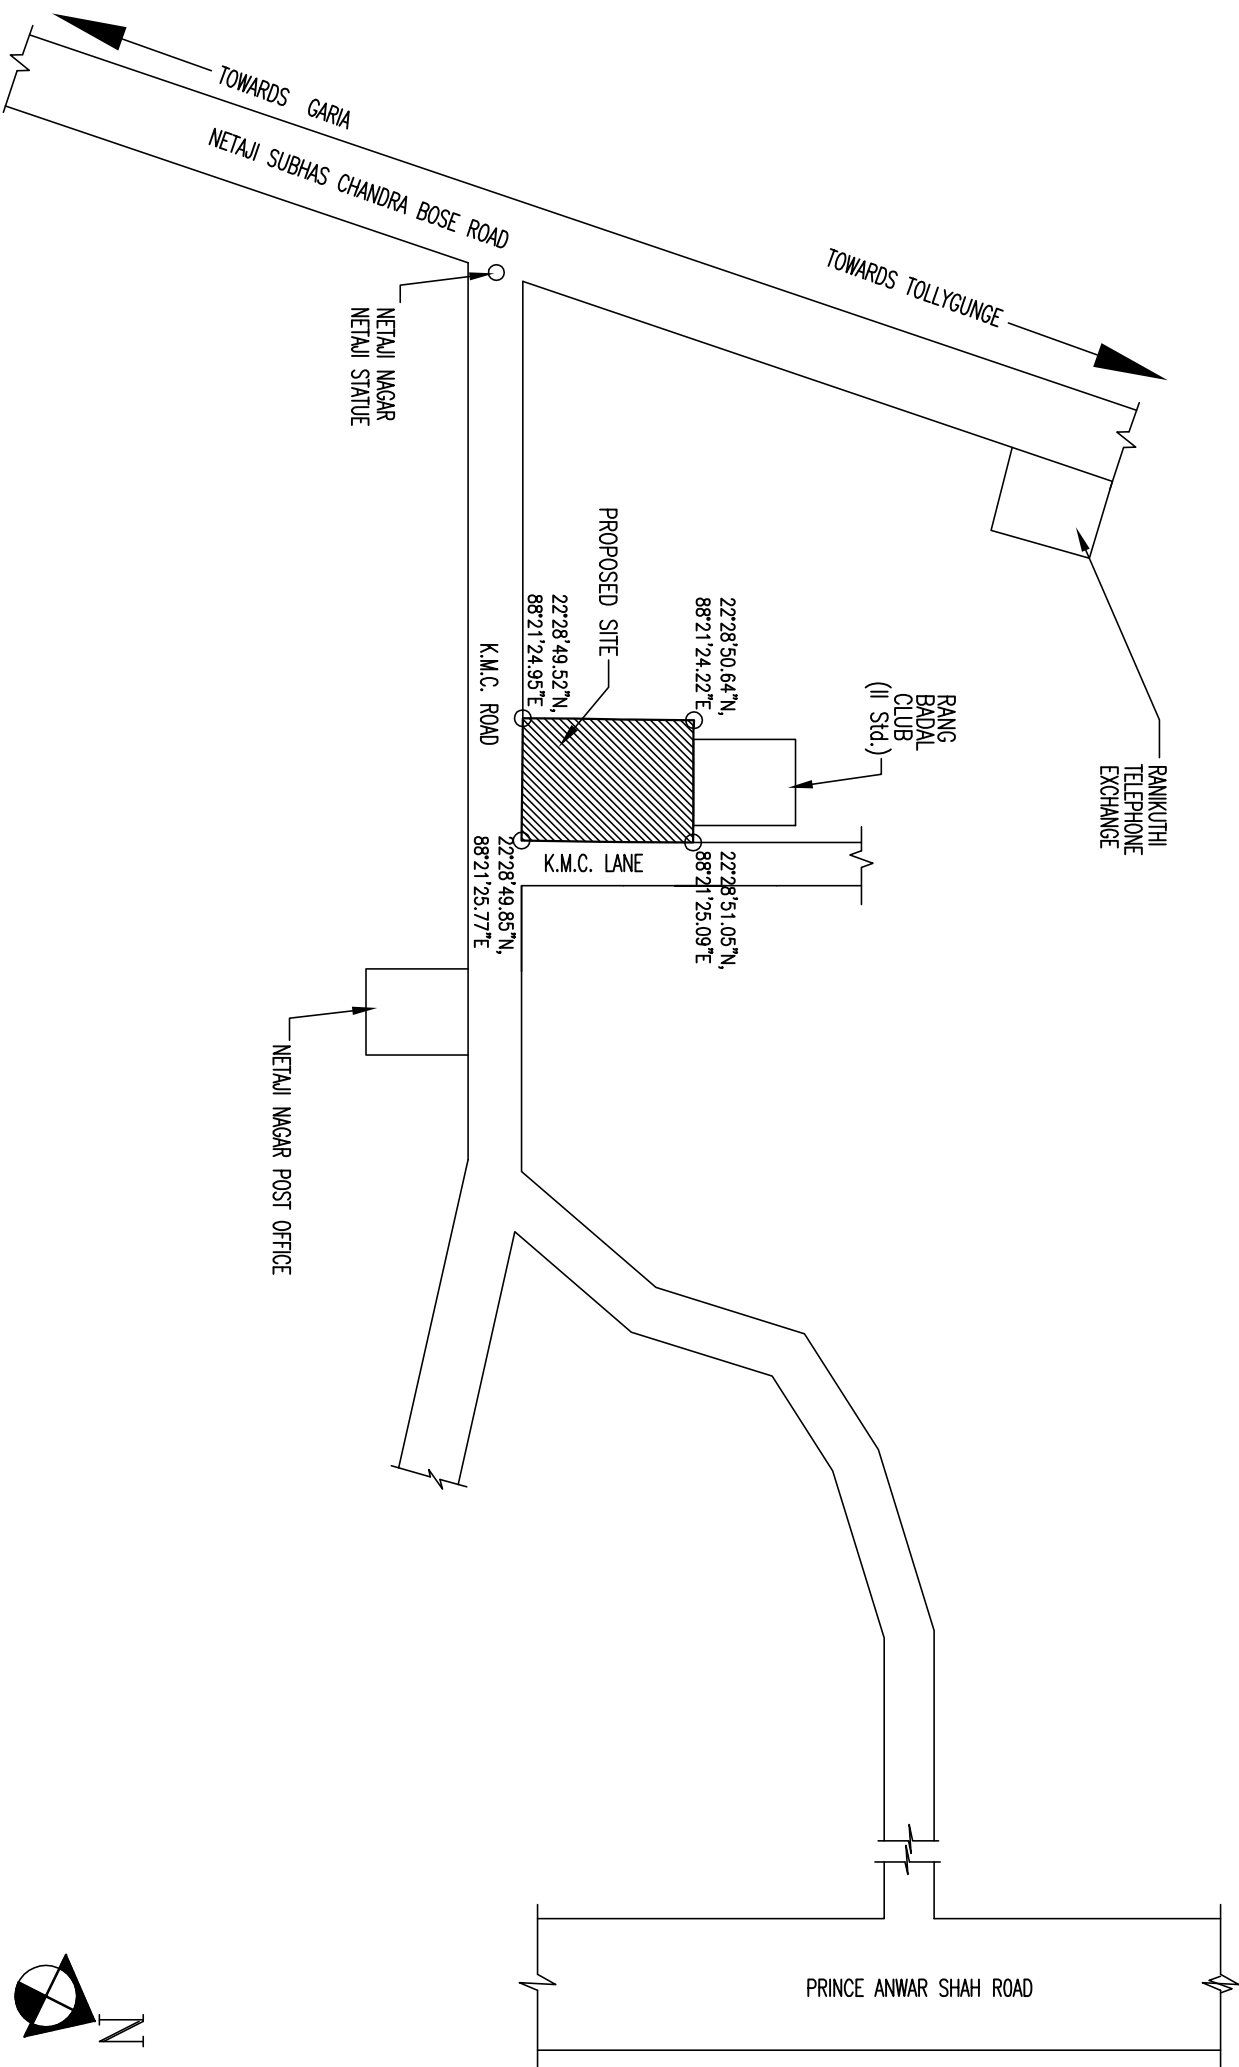 TOWARDS GARIA
NETAJI SUBHAS CHANDRA BOSE ROAD
TOWARDS TOLLYGUNGE
NETAJI NAGAR
NETAJI STATUE
RANIKUTHI
TELEPHONE
EXCHANGE
RANG
BADAL
CLUB
(II Std.)
PROPOSED SITE
22°28'50.64"N,
88°21'24.22"E
22°28'49.52"N,
88°21'24.95"E
22°28'51.05"N,
88°21'25.09"E
22°28'49.85"N,
88°21'25.77"E
K.M.C. ROAD
K.M.C. LANE
NETAJI NAGAR POST OFFICE
PRINCE ANWAR SHAH ROAD
N